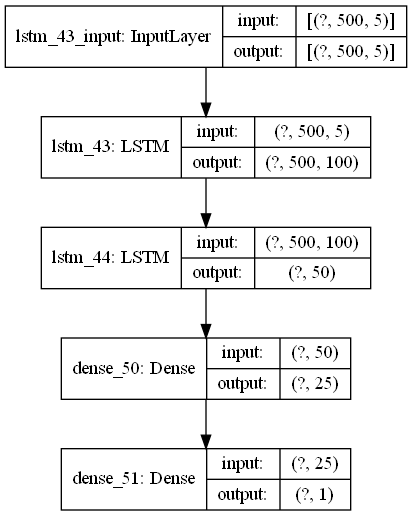 lstm_43_input: InputLayer
input: [(?, 500, 5)]
output: [(?, 500, 5)]
lstm_43: LSTM
input: (?, 500, 5)
output: (?, 500, 100)
lstm_44: LSTM
input: (?, 500, 100)
output: (?, 50)
dense_50: Dense
input: (?, 50)
output: (?, 25)
dense_51: Dense
input: (?, 25)
output: (?, 1)